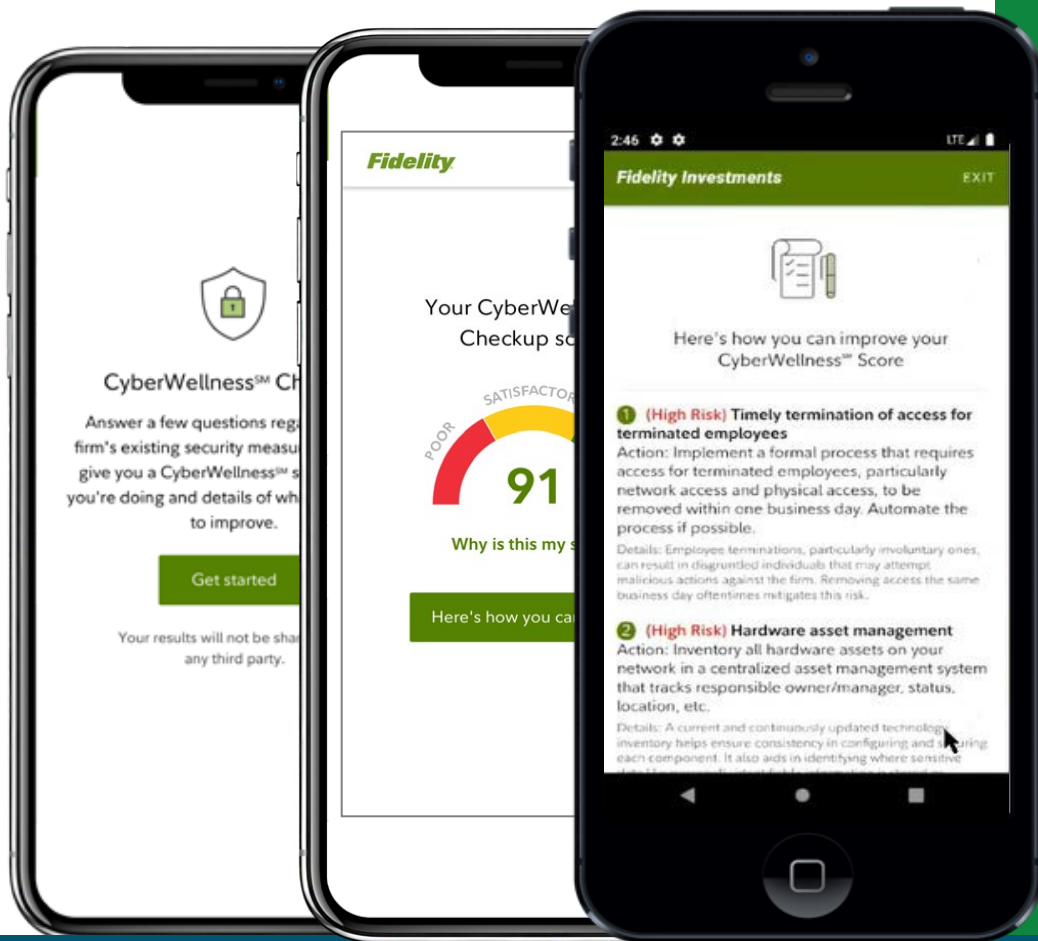 CyberWellness℠ Ch
Answer a few questions rega
firm's existing security measu
give you a CyberWellness℠ s
you're doing and details of wh
to improve.
Get started
Your results will not be shar
any third party.
Fidelity
Your CyberWe
Checkup sc
POOR
SATISFACTOR
91
Why is this my s
Here's how you ca
2:46
LTE
Fidelity Investments
EXIT
Here's how you can improve your
CyberWellness℠ Score
1 (High Risk) Timely termination of access for
terminated employees
Action: Implement a formal process that requires
access for terminated employees, particularly
network access and physical access, to be
removed within one business day. Automate the
process if possible.
Details: Employee terminations, particularly involuntary ones,
can result in disgruntled individuals that may attempt
malicious actions against the firm. Removing access the same
business day oftentimes mitigates this risk.
2 (High Risk) Hardware asset management
Action: Inventory all hardware assets on your
network in a centralized asset management system
that tracks responsible owner/manager, status,
location, etc.
Details: A current and continuously updated technology
inventory helps ensure consistency in configuring and securing
each component. It also aids in identifying where sensitive